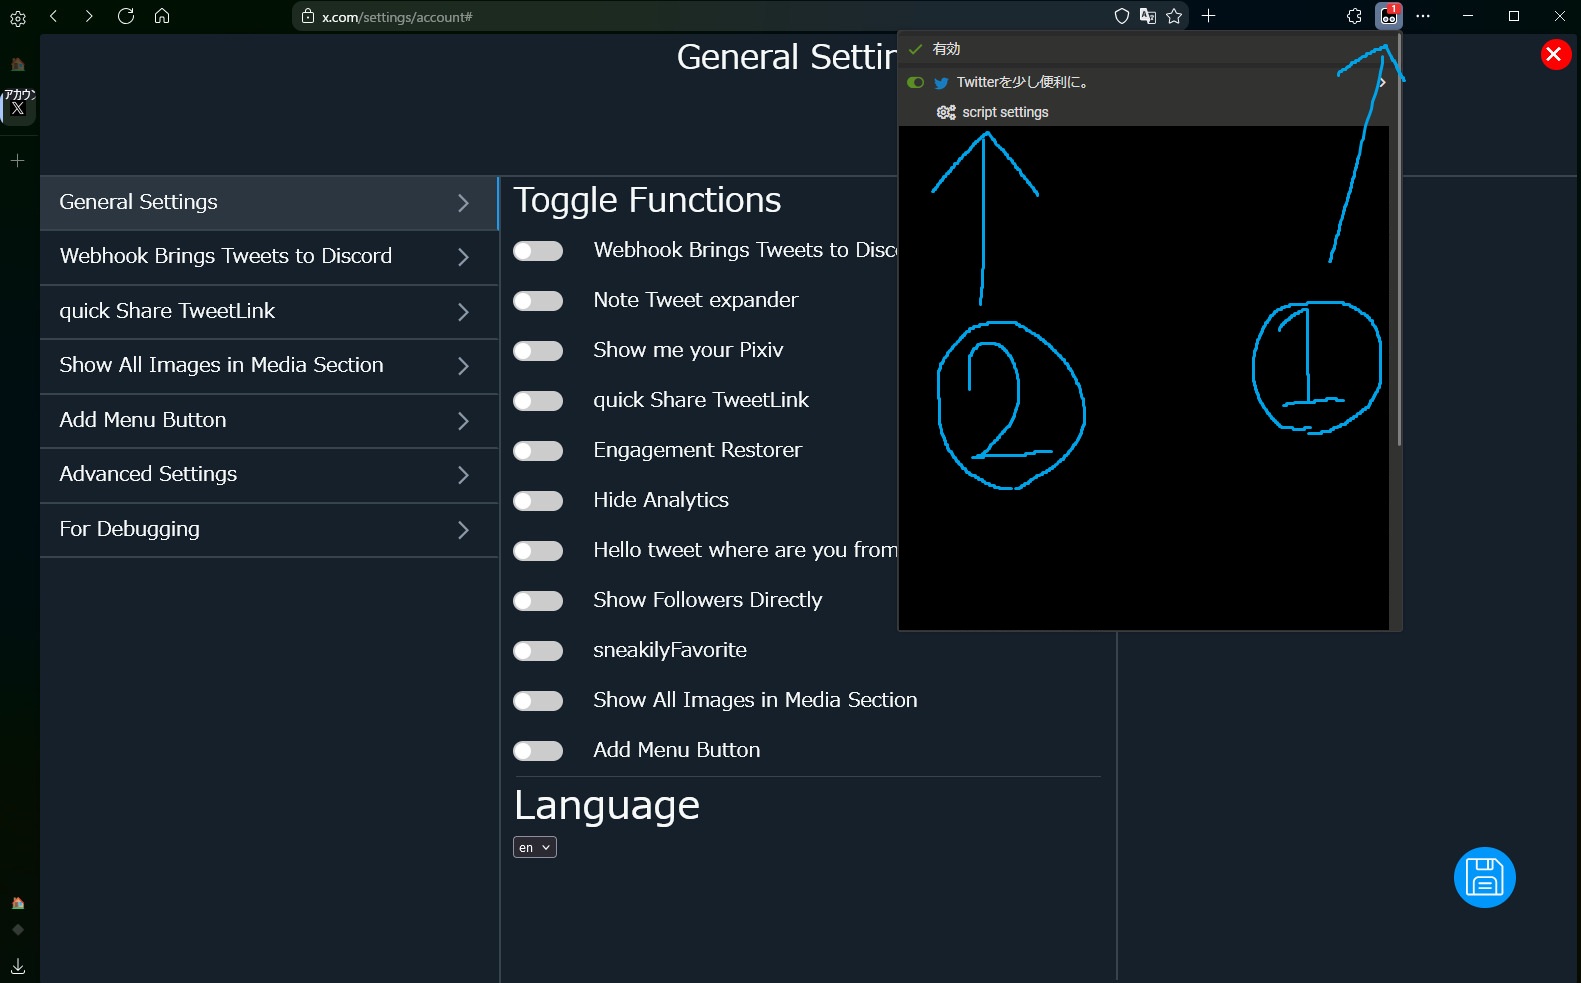 x.com/settings/account#
1
アカウン
General Settin
有効
Twitterを少し便利に。
script settings
General Settings
Webhook Brings Tweets to Discord
quick Share TweetLink
Show All Images in Media Section
Add Menu Button
Advanced Settings
For Debugging
Toggle Functions
Webhook Brings Tweets to Disco
Note Tweet expander
Show me your Pixiv
quick Share TweetLink
Engagement Restorer
Hide Analytics
Hello tweet where are you from
Show Followers Directly
sneakilyFavorite
Show All Images in Media Section
Add Menu Button
Language
en
2
1